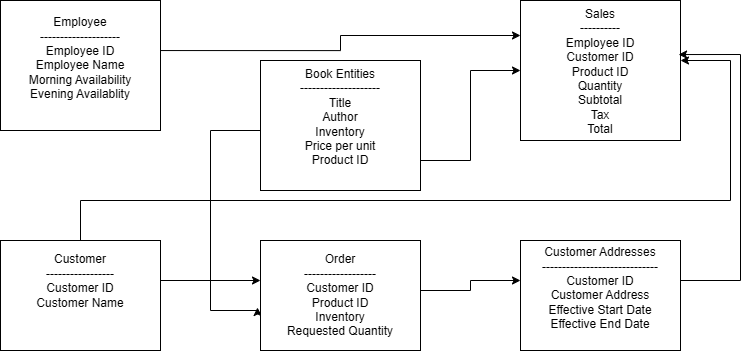 Employee
--------------------
Employee ID
Employee Name
Morning Availability
Evening Availablity
Book Entities
--------------------
Title
Author
Inventory
Price per unit
Product ID
Sales
----------
Employee ID
Customer ID
Product ID
Quantity
Subtotal
Tax
Total
Customer
-----------------
Customer ID
Customer Name
Order
------------------
Customer ID
Product ID
Inventory
Requested Quantity
Customer Addresses
-----------------------------
Customer ID
Customer Address
Effective Start Date
Effective End Date